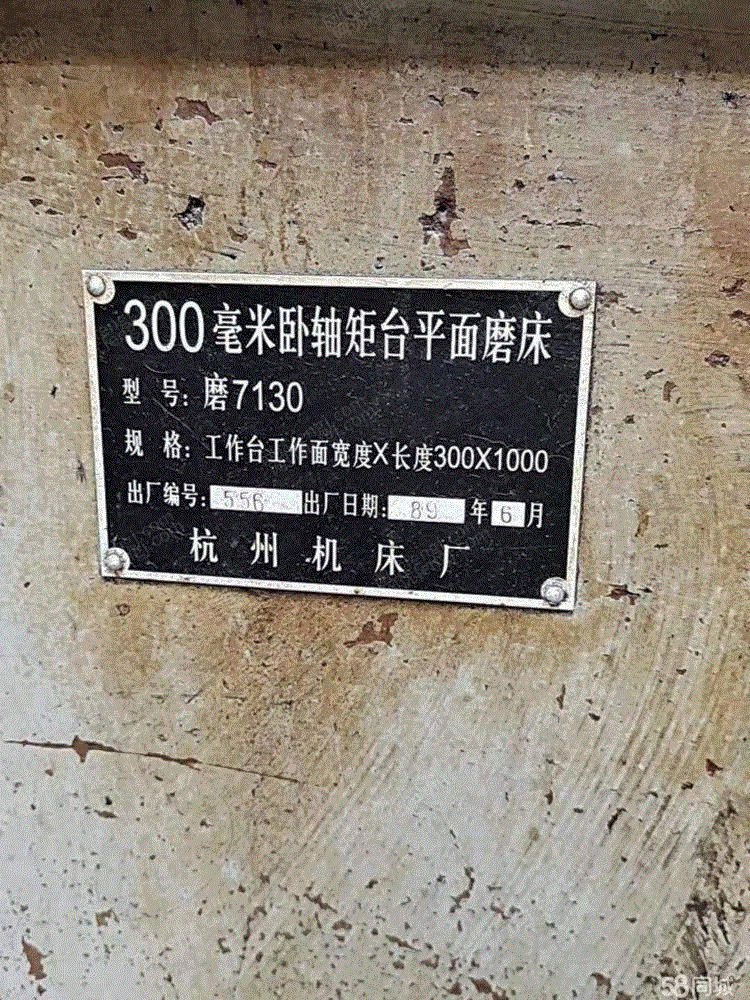 300毫米卧轴矩台平面磨床
型 号: 磨7130
规 格: 工作台工作面宽度X长度300X1000
出厂编号: 556 出厂日期: 89 年 6 月
杭州机床厂
58同城